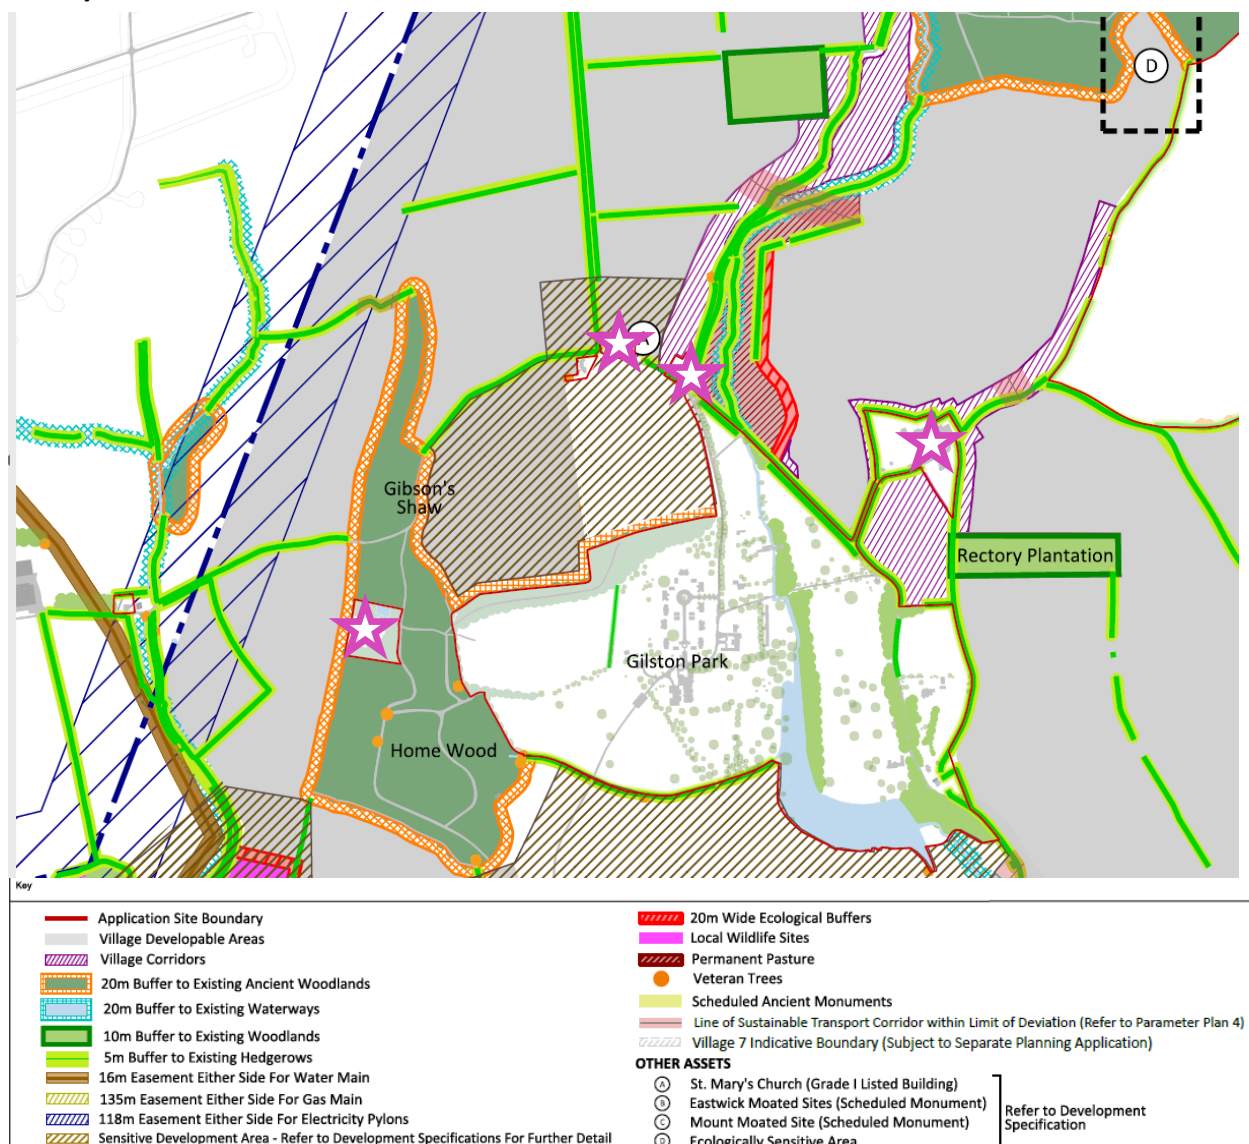 D
A
Gibson's
Shaw
Rectory Plantation
Gilston Park
Home Wood
Key
Application Site Boundary
Village Developable Areas
Village Corridors
20m Buffer to Existing Ancient Woodlands
20m Buffer to Existing Waterways
10m Buffer to Existing Woodlands
5m Buffer to Existing Hedgerows
16m Easement Either Side For Water Main
135m Easement Either Side For Gas Main
118m Easement Either Side For Electricity Pylons
Sensitive Development Area - Refer to Development Specifications For Further Detail
20m Wide Ecological Buffers
Local Wildlife Sites
Permanent Pasture
Veteran Trees
Scheduled Ancient Monuments
Line of Sustainable Transport Corridor within Limit of Deviation (Refer to Parameter Plan 4)
Village 7 Indicative Boundary (Subject to Separate Planning Application)
OTHER ASSETS
A St. Mary's Church (Grade I Listed Building)
B Eastwick Moated Sites (Scheduled Monument)
C Mount Moated Site (Scheduled Monument)
D Ecologically Sensitive Area
Refer to Development
Specification